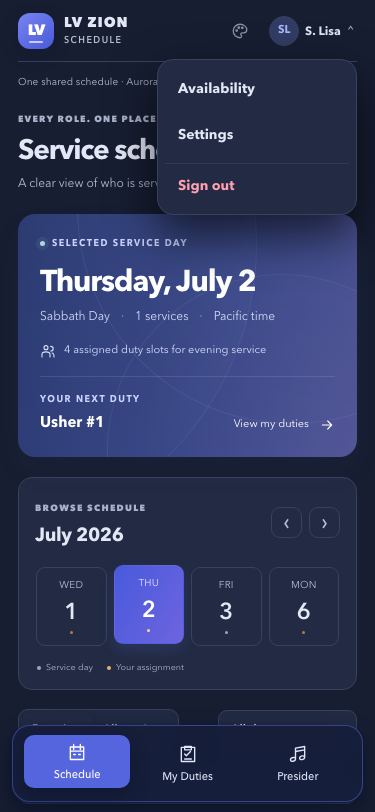 LV
LV ZION
SCHEDULE
SL
S. Lisa
One shared schedule · Aurora
Availability
Settings
Sign out
EVERY ROLE. ONE PLACE
Service
A clear view of who is
SELECTED SERVICE DAY
Thursday, July 2
Sabbath Day · 1 services · Pacific time
4 assigned duty slots for evening service
YOUR NEXT DUTY
Usher #1
View my duties →
BROWSE SCHEDULE
July 2026
‹ ›
WED THU FRI MON
1 2 3 6
Service day Your assignment
Schedule
My Duties
Presider